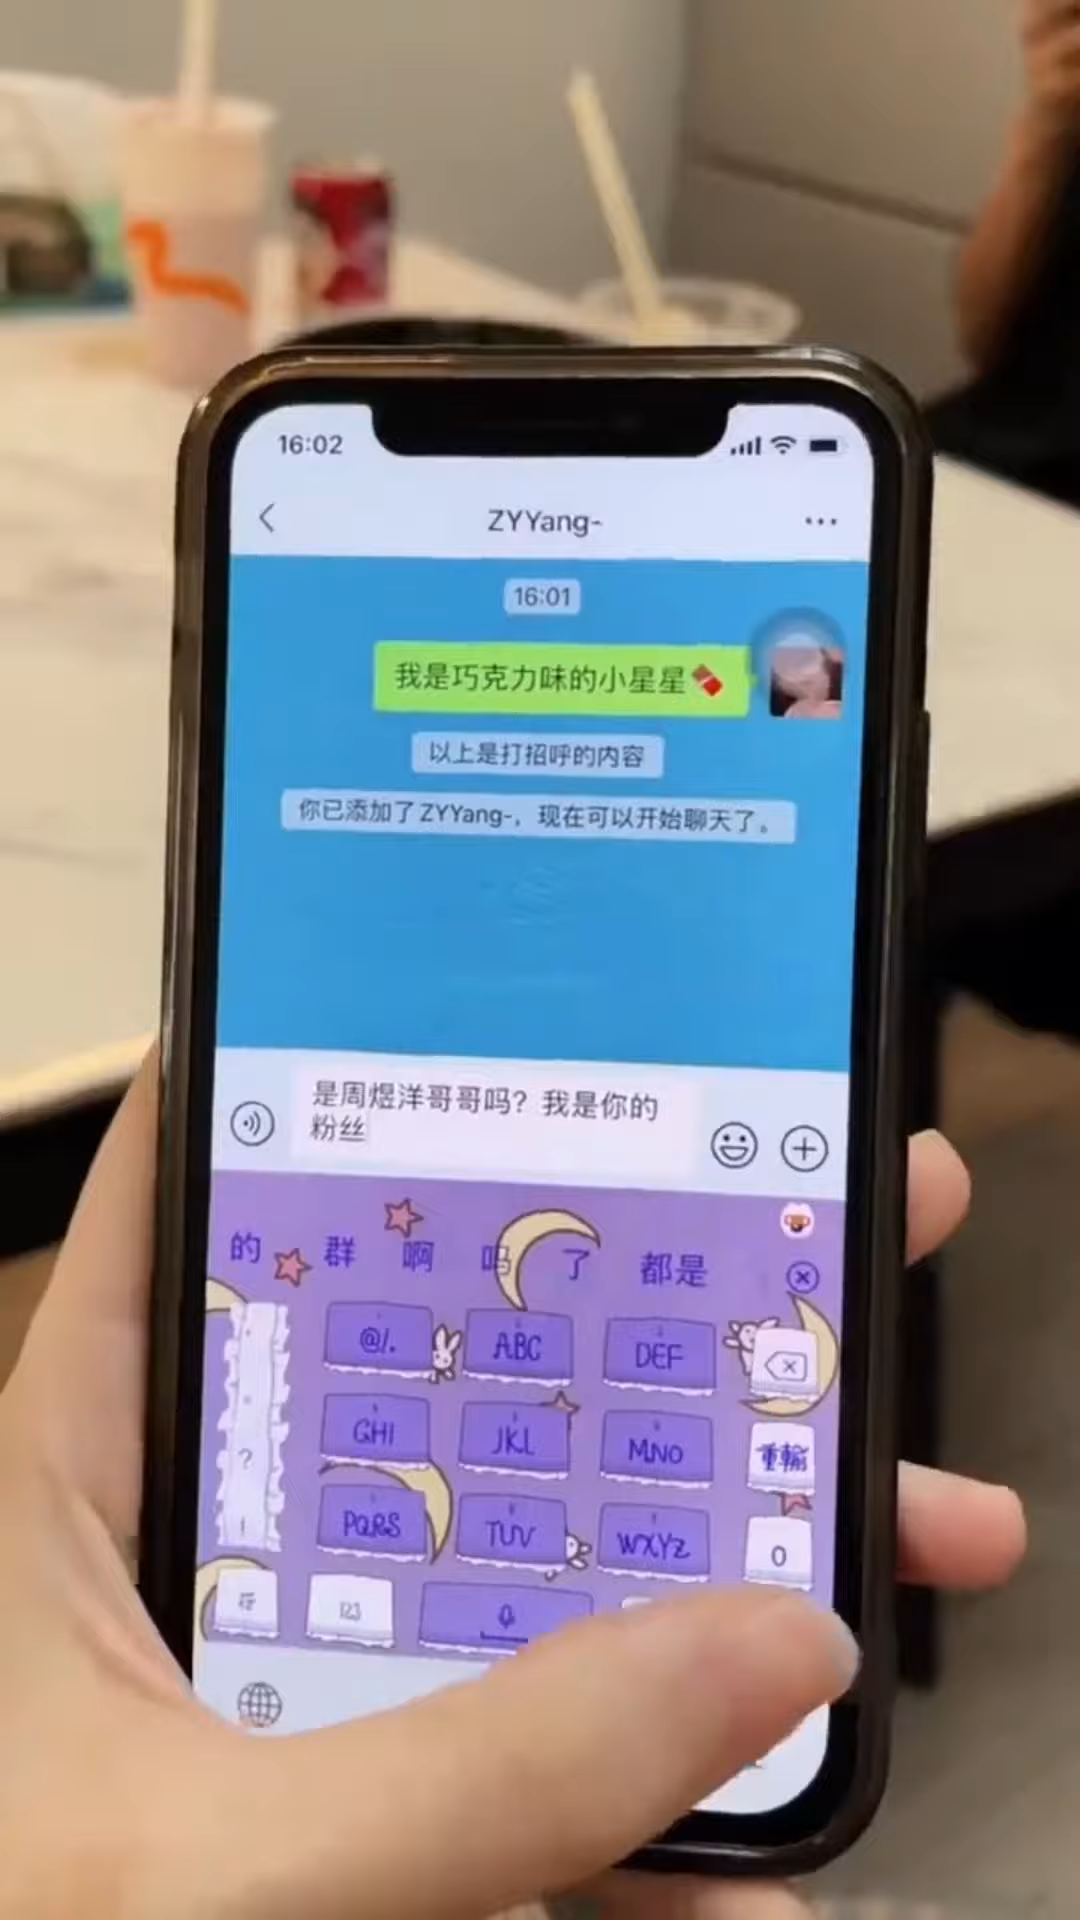 16:02
ZYYang-
16:01
我是巧克力味的小星星
以上是打招呼的内容
你已添加了ZYYang-，现在可以开始聊天了。
是周煜洋哥哥吗？我是你的
粉丝
的 群 啊 吗 了 都是
@/. ABC DEF
GHI JKL MNO 重输
? !
PQRS TUV WXYZ 0
符 123